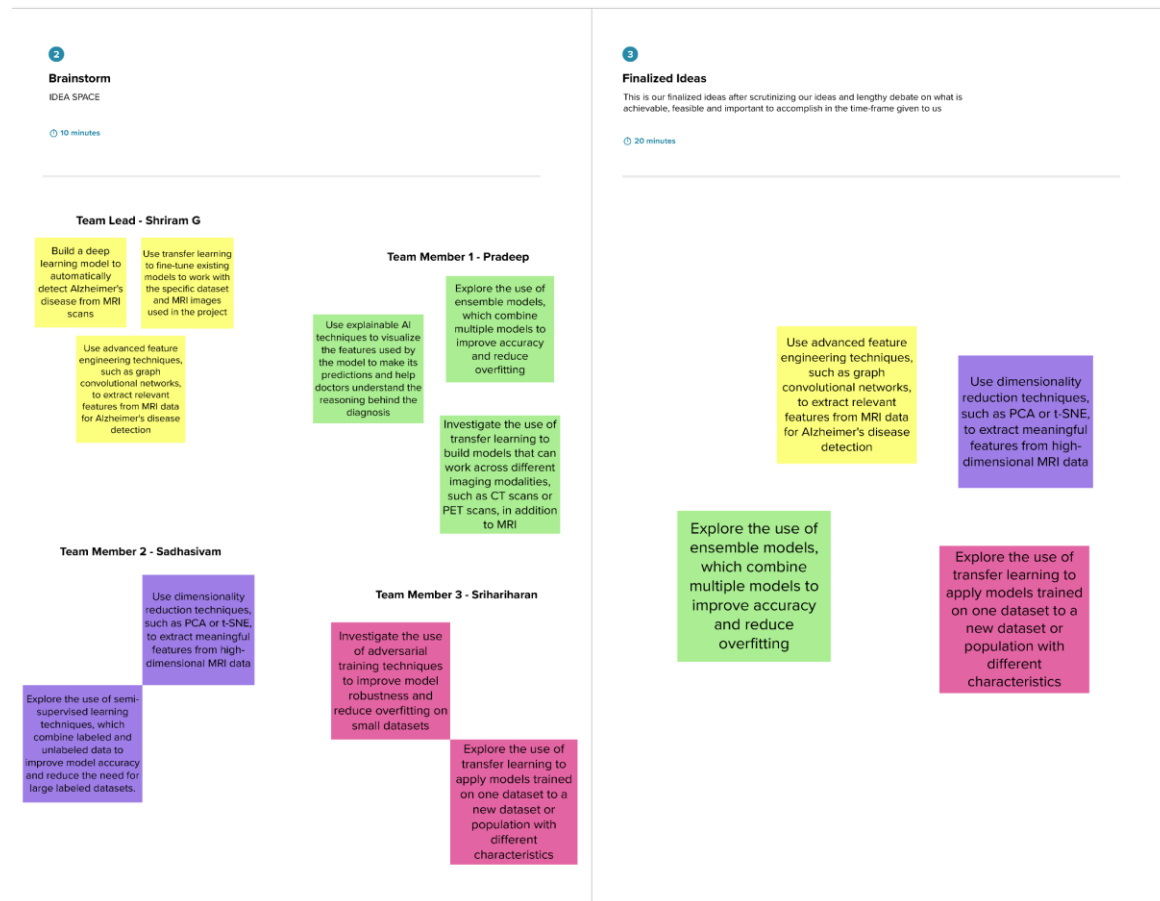 2
Brainstorm
IDEA SPACE
10 minutes
Team Lead - Shriram G
Build a deep
learning model to
automatically
detect Alzheimer's
disease from MRI
scans
Use transfer learning
to fine-tune existing
models to work with
the specific dataset
and MRI images
used in the project
Use advanced feature
engineering techniques,
such as graph
convolutional networks,
to extract relevant
features from MRI data
for Alzheimer's disease
detection
Team Member 1 - Pradeep
Explore the use of
ensemble models,
which combine
multiple models to
improve accuracy
and reduce
overfitting
Use explainable AI
techniques to visualize
the features used by
the model to make its
predictions and help
doctors understand the
reasoning behind the
diagnosis
Investigate the use of
transfer learning to
build models that can
work across different
imaging modalities,
such as CT scans or
PET scans, in addition
to MRI
Team Member 2 - Sadhasivam
Use dimensionality
reduction techniques,
such as PCA or t-SNE,
to extract meaningful
features from high-
dimensional MRI data
Explore the use of semi-
supervised learning
techniques, which
combine labeled and
unlabeled data to
improve model accuracy
and reduce the need for
large labeled datasets.
Team Member 3 - Srihariharan
Investigate the use
of adversarial
training techniques
to improve model
robustness and
reduce overfitting on
small datasets
Explore the use of
transfer learning to
apply models trained
on one dataset to a
new dataset or
population with
different
characteristics
3
Finalized Ideas
This is our finalized ideas after scrutinizing our ideas and lengthy debate on what is
achievable, feasible and important to accomplish in the time-frame given to us
20 minutes
Use advanced feature
engineering techniques,
such as graph
convolutional networks,
to extract relevant
features from MRI data
for Alzheimer's disease
detection
Use dimensionality
reduction techniques,
such as PCA or t-SNE,
to extract meaningful
features from high-
dimensional MRI data
Explore the use of
ensemble models,
which combine
multiple models to
improve accuracy
and reduce
overfitting
Explore the use of
transfer learning to
apply models trained
on one dataset to a
new dataset or
population with
different
characteristics